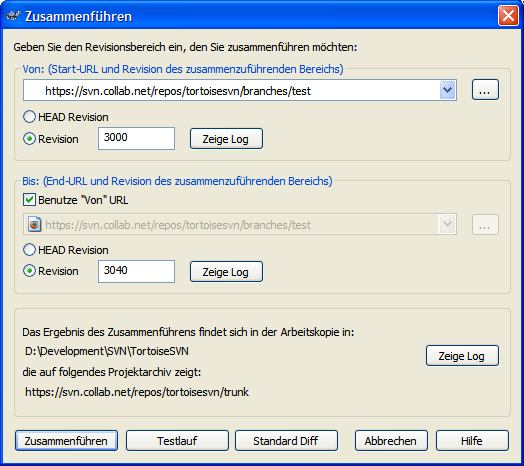 Zusammenführen
Geben Sie den Revisionsbereich ein, den Sie zusammenführen möchten:
Von: (Start-URL und Revision des zusammenzuführenden Bereichs)
https://svn.collab.net/repos/tortoisesvn/branches/test
...
HEAD Revision
Revision 3000 Zeige Log
Bis: (End-URL und Revision des zusammenzuführenden Bereichs)
Benutze "Von" URL
https://svn.collab.net/repos/tortoisesvn/branches/test
...
HEAD Revision
Revision 3040 Zeige Log
Das Ergebnis des Zusammenführens findet sich in der Arbeitskopie in:
D:\Development\SVN\TortoiseSVN
Zeige Log
die auf folgendes Projektarchiv zeigt:
https://svn.collab.net/repos/tortoisesvn/trunk
Zusammenführen Testlauf Standard Diff Abbrechen Hilfe